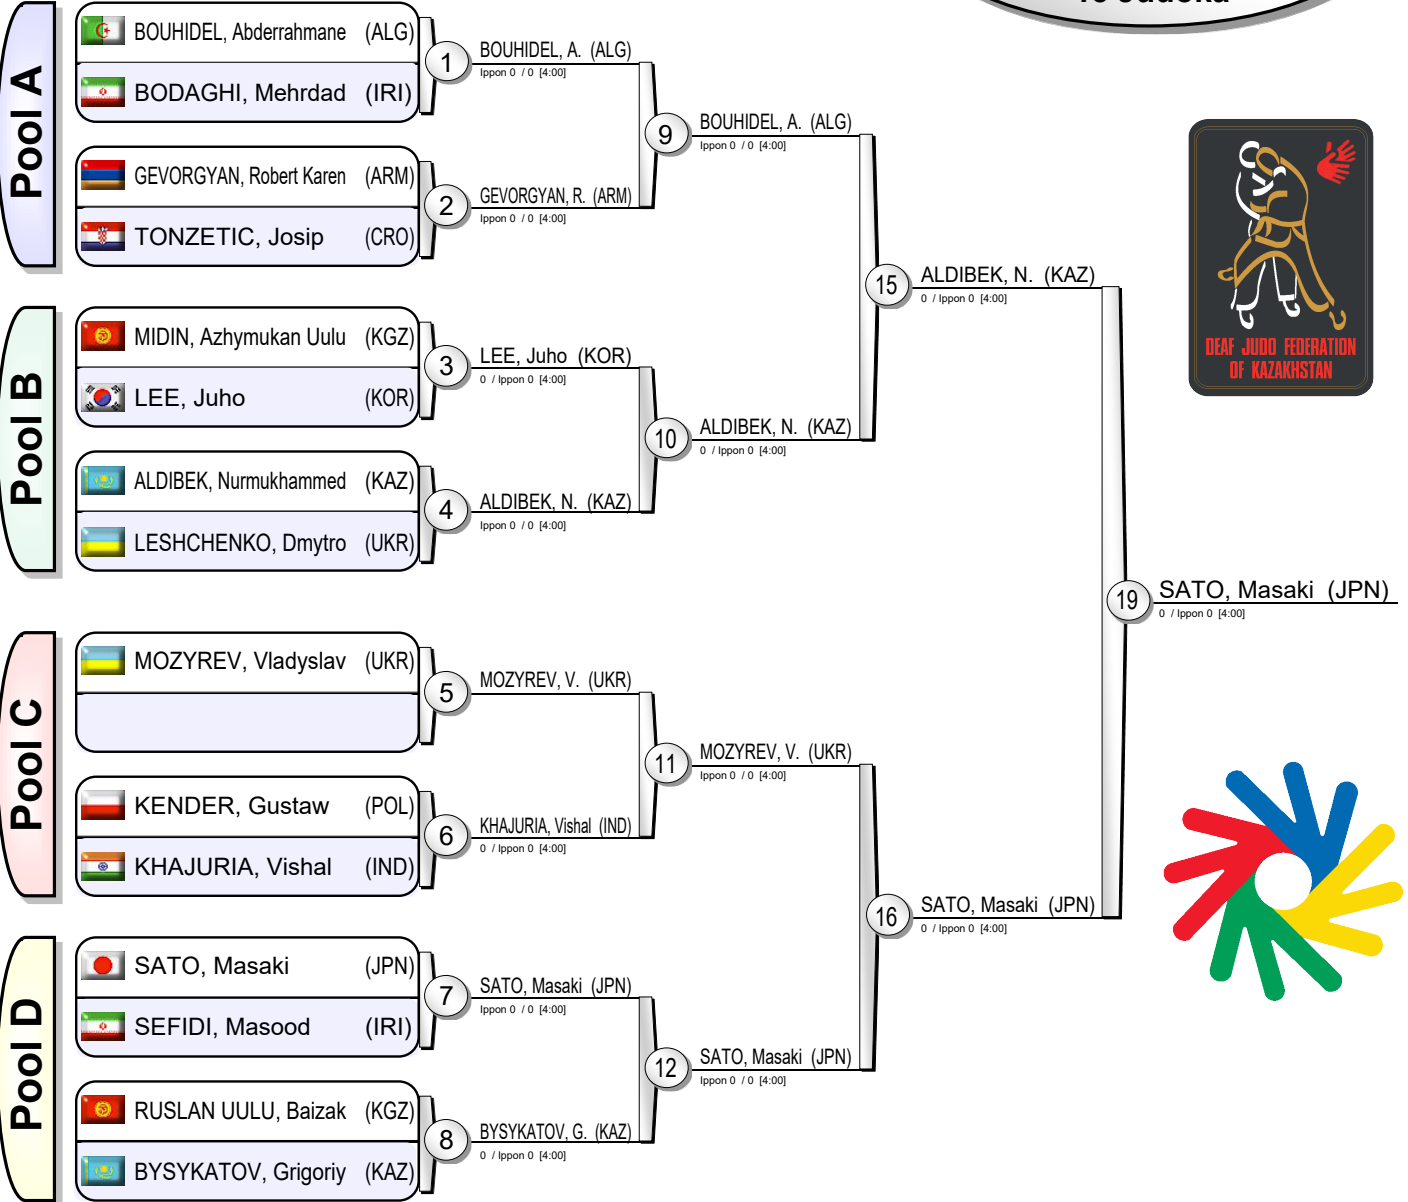 Pool A
BOUHIDEL, Abderrahmane (ALG)
BODAGHI, Mehrdad (IRI)
1
BOUHIDEL, A. (ALG)
Ippon 0 / 0 [4:00]
GEVORGYAN, Robert Karen (ARM)
TONZETIC, Josip (CRO)
2
GEVORGYAN, R. (ARM)
Ippon 0 / 0 [4:00]
9
BOUHIDEL, A. (ALG)
Ippon 0 / 0 [4:00]
Pool B
MIDIN, Azhymukan Uulu (KGZ)
LEE, Juho (KOR)
3
LEE, Juho (KOR)
0 / Ippon 0 [4:00]
ALDIBEK, Nurmukhammed (KAZ)
LESHCHENKO, Dmytro (UKR)
4
ALDIBEK, N. (KAZ)
Ippon 0 / 0 [4:00]
10
ALDIBEK, N. (KAZ)
0 / Ippon 0 [4:00]
15
ALDIBEK, N. (KAZ)
0 / Ippon 0 [4:00]
Pool C
MOZYREV, Vladyslav (UKR)
5
MOZYREV, V. (UKR)
KENDER, Gustaw (POL)
KHAJURIA, Vishal (IND)
6
KHAJURIA, Vishal (IND)
0 / Ippon 0 [4:00]
11
MOZYREV, V. (UKR)
Ippon 0 / 0 [4:00]
Pool D
SATO, Masaki (JPN)
SEFIDI, Masood (IRI)
7
SATO, Masaki (JPN)
Ippon 0 / 0 [4:00]
RUSLAN UULU, Baizak (KGZ)
BYSYKATOV, Grigoriy (KAZ)
8
BYSYKATOV, G. (KAZ)
0 / Ippon 0 [4:00]
12
SATO, Masaki (JPN)
Ippon 0 / 0 [4:00]
16
SATO, Masaki (JPN)
0 / Ippon 0 [4:00]
19
SATO, Masaki (JPN)
0 / Ippon 0 [4:00]
DEAF JUDO FEDERATION
OF KAZAKHSTAN